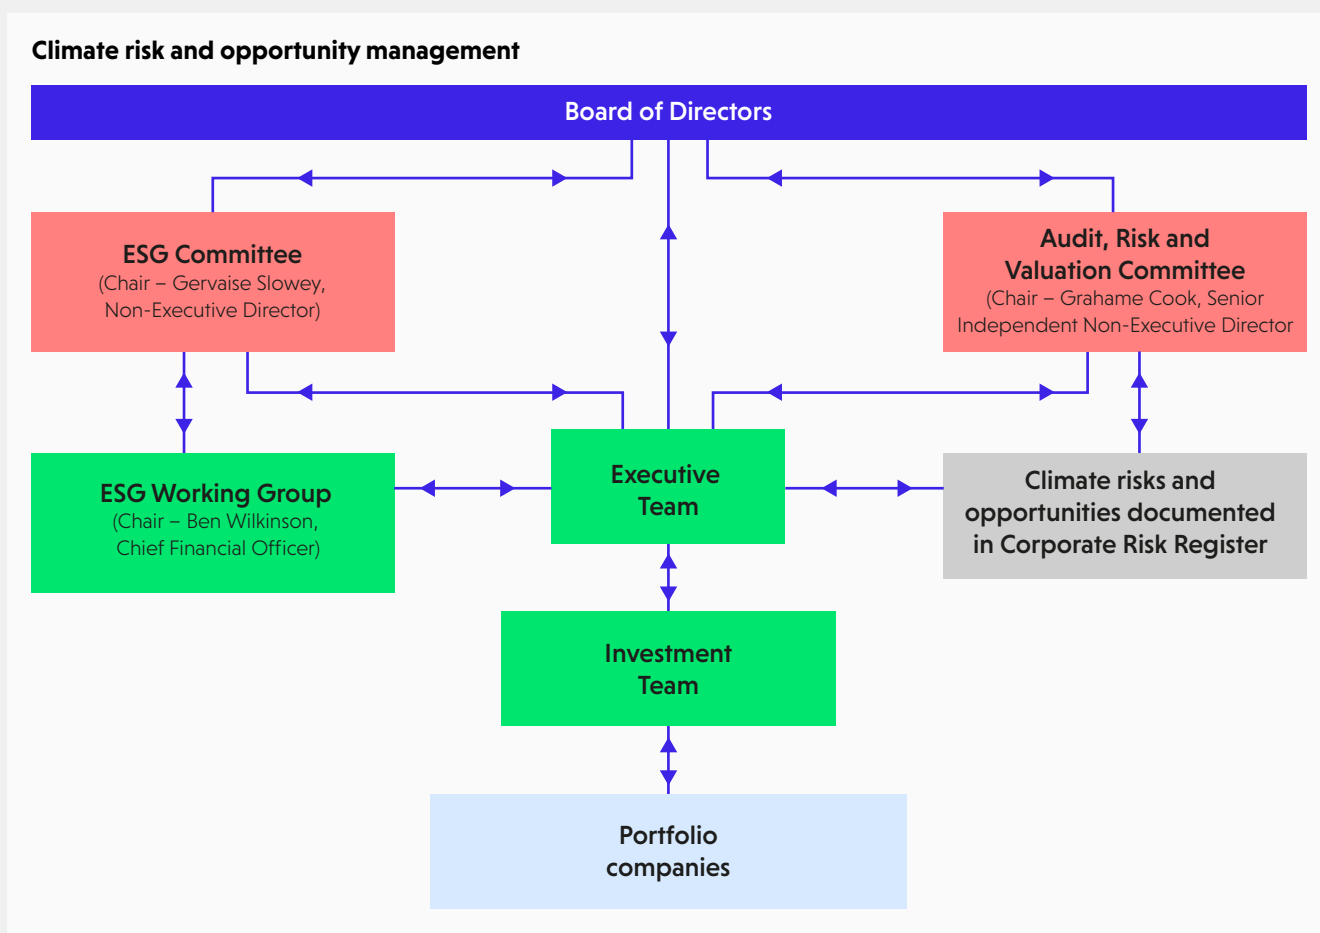 Climate risk and opportunity management
Board of Directors
ESG Committee
(Chair – Gervaise Slowey,
Non-Executive Director)
Audit, Risk and
Valuation Committee
(Chair – Grahame Cook, Senior
Independent Non-Executive Director
ESG Working Group
(Chair – Ben Wilkinson,
Chief Financial Officer)
Executive
Team
Climate risks and
opportunities documented
in Corporate Risk Register
Investment
Team
Portfolio
companies